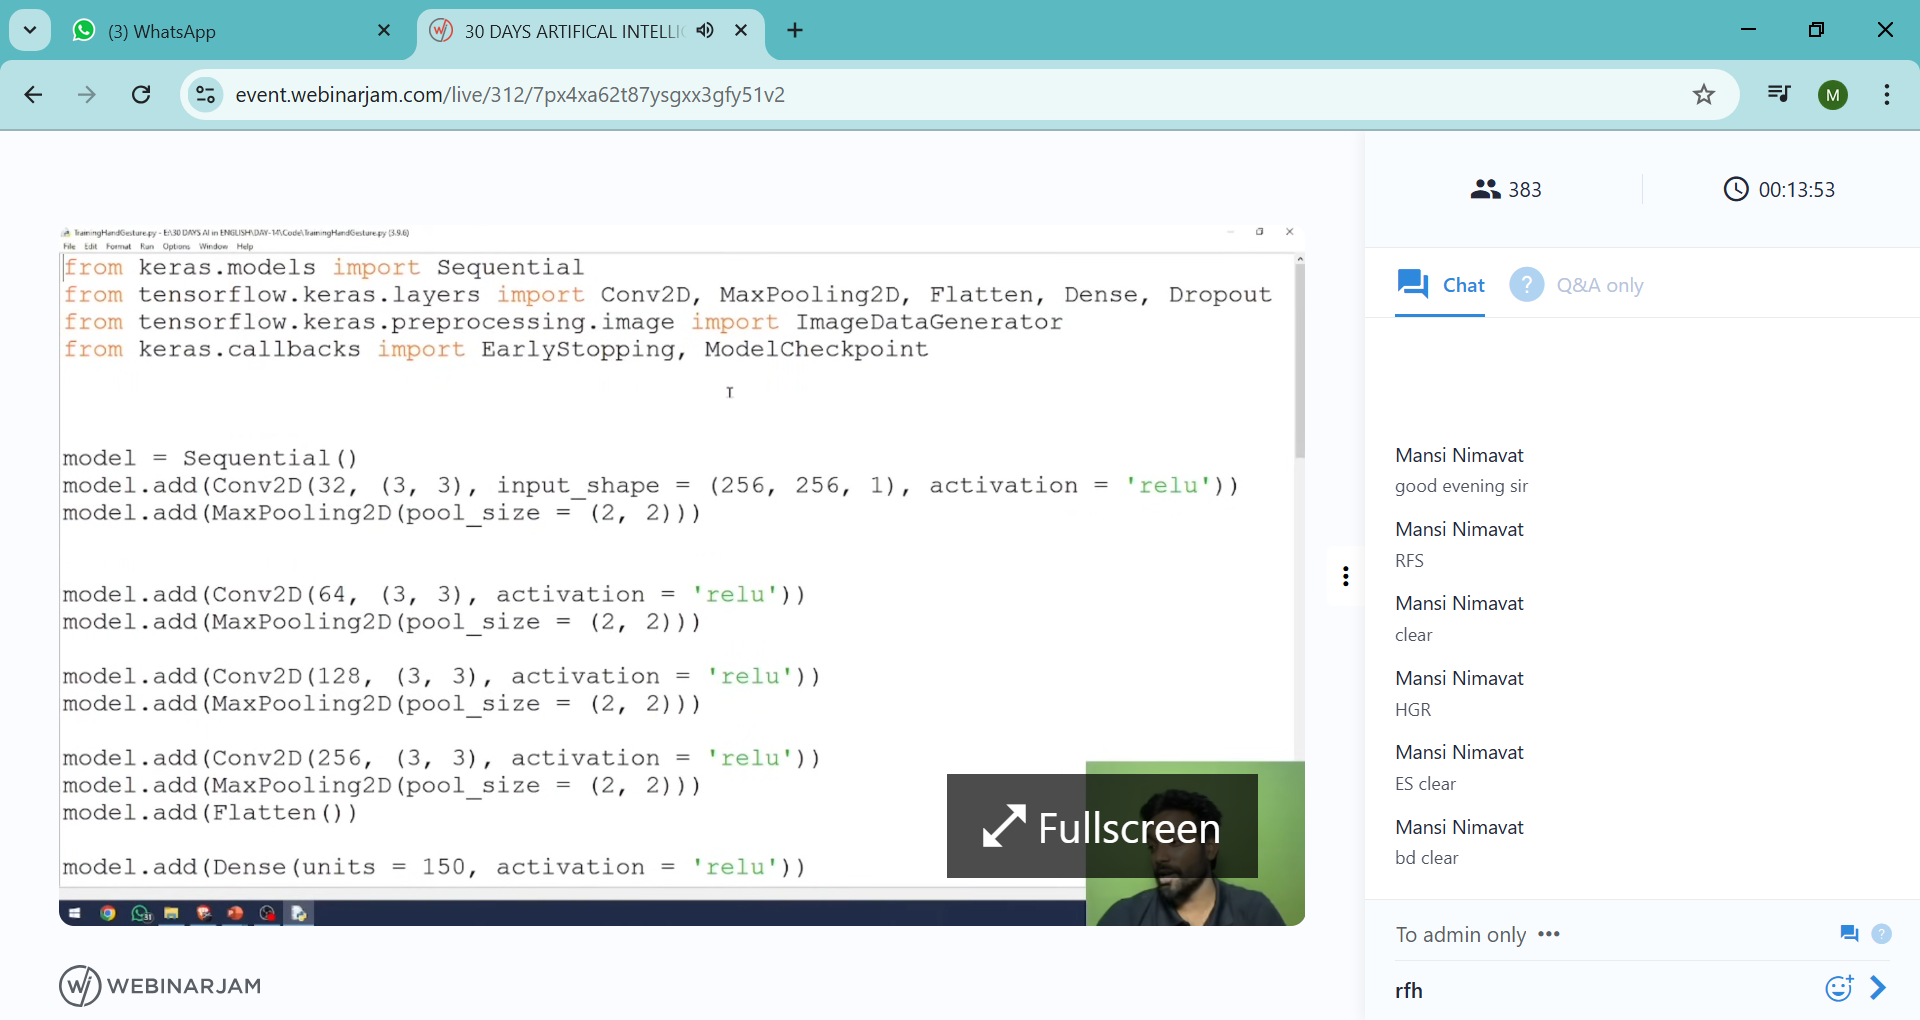 (3) WhatsApp
30 DAYS ARTIFICAL INTELLI
event.webinarjam.com/live/312/7px4xa62t87ysgxx3gfy51v2
M
383
00:13:53
TrainingHandGesture.py - E:\30 DAYS AI in ENGLISH\DAY-14\Code\TrainingHandGesture.py (3.9.6)
File Edit Format Run Options Window Help
from keras.models import Sequential
from tensorflow.keras.layers import Conv2D, MaxPooling2D, Flatten, Dense, Dropout
from tensorflow.keras.preprocessing.image import ImageDataGenerator
from keras.callbacks import EarlyStopping, ModelCheckpoint
model = Sequential()
model.add(Conv2D(32, (3, 3), input_shape = (256, 256, 1), activation = 'relu'))
model.add(MaxPooling2D(pool_size = (2, 2)))
model.add(Conv2D(64, (3, 3), activation = 'relu'))
model.add(MaxPooling2D(pool_size = (2, 2)))
model.add(Conv2D(128, (3, 3), activation = 'relu'))
model.add(MaxPooling2D(pool_size = (2, 2)))
model.add(Conv2D(256, (3, 3), activation = 'relu'))
model.add(MaxPooling2D(pool_size = (2, 2)))
model.add(Flatten())
model.add(Dense(units = 150, activation = 'relu'))
Fullscreen
WEBINARJAM
Chat
? Q&A only
Mansi Nimavat
good evening sir
Mansi Nimavat
RFS
Mansi Nimavat
clear
Mansi Nimavat
HGR
Mansi Nimavat
ES clear
Mansi Nimavat
bd clear
To admin only •••
?
rfh